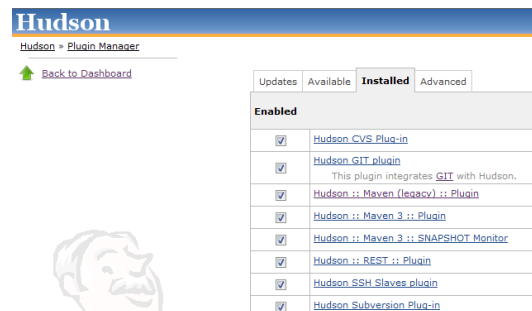 Hudson
Hudson » Plugin Manager
Back to Dashboard
Updates Available Installed Advanced
Enabled
Hudson CVS Plug-in
Hudson GIT plugin
This plugin integrates GIT with Hudson.
Hudson :: Maven (legacy) :: Plugin
Hudson :: Maven 3 :: Plugin
Hudson :: Maven 3 :: SNAPSHOT Monitor
Hudson :: REST :: Plugin
Hudson SSH Slaves plugin
Hudson Subversion Plug-in